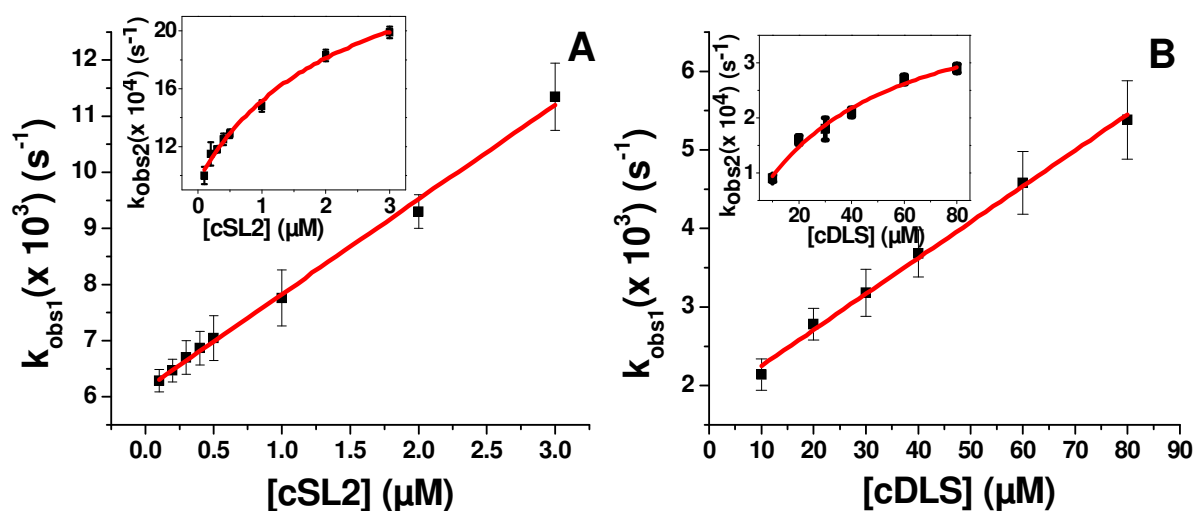 A
k_obs1 (x 10^3) (s^-1)
12
11
10
9
8
7
6
0.0 0.5 1.0 1.5 2.0 2.5 3.0
[cSL2] (µM)
k_obs2(x 10^4) (s^-1)
20
16
12
0 1 2 3
[cSL2] (µM)
B
k_obs1 (x 10^3) (s^-1)
6
5
4
3
2
0 10 20 30 40 50 60 70 80 90
[cDLS] (µM)
k_obs2(x 10^4) (s^-1)
3
2
1
0
20 40 60 80
[cDLS] (µM)